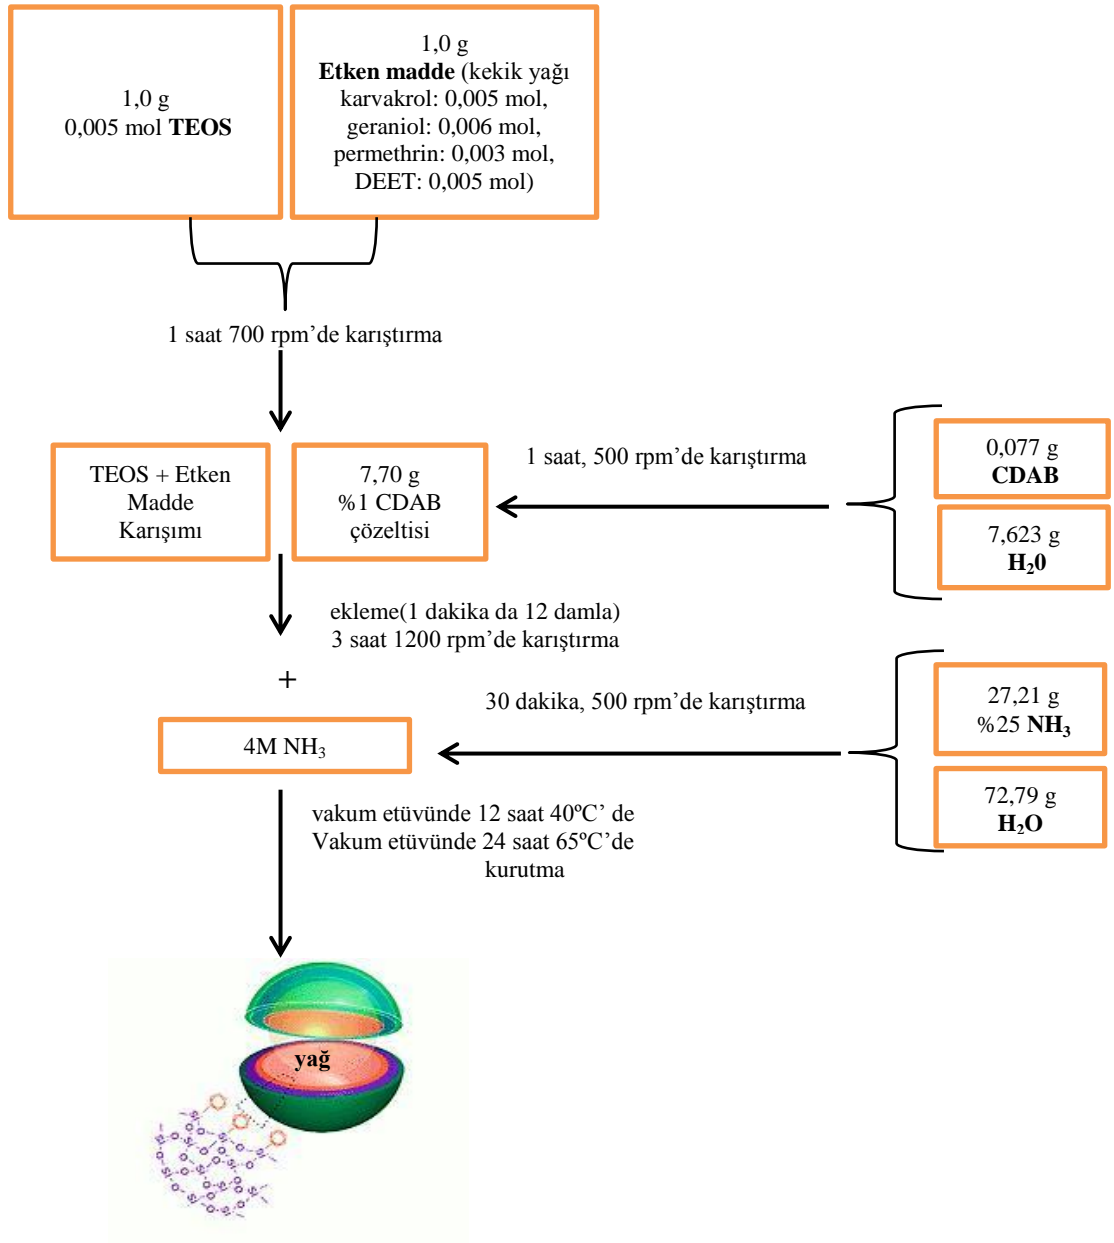 1,0 g
0,005 mol TEOS
1,0 g
Etken madde (kekik yağı
karvakrol: 0,005 mol,
geraniol: 0,006 mol,
permethrin: 0,003 mol,
DEET: 0,005 mol)
1 saat 700 rpm’de karıştırma
TEOS + Etken
Madde
Karışımı
7,70 g
%1 CDAB
çözeltisi
1 saat, 500 rpm’de karıştırma
0,077 g
CDAB
7,623 g
H₂0
ekleme(1 dakika da 12 damla)
3 saat 1200 rpm’de karıştırma
+
4M NH₃
30 dakika, 500 rpm’de karıştırma
27,21 g
%25 NH₃
72,79 g
H₂O
vakum etüvünde 12 saat 40ºC’ de
Vakum etüvünde 24 saat 65ºC’de
kurutma
yağ